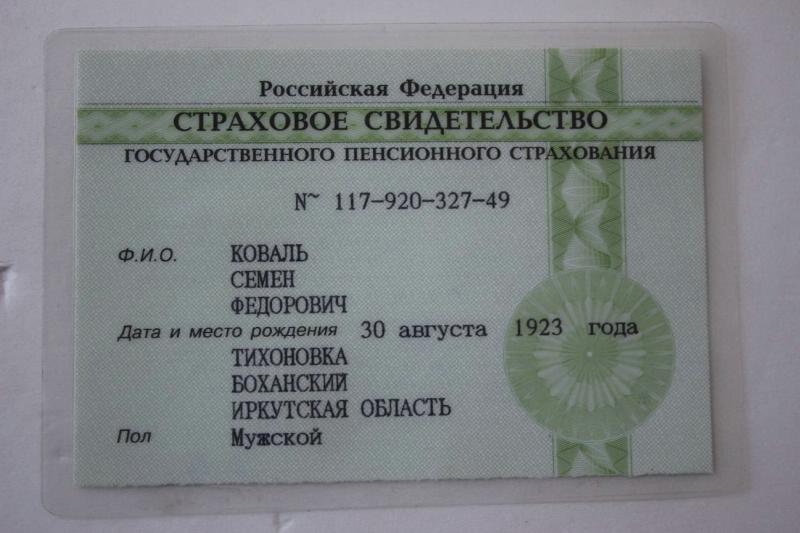 Российская Федерация
СТРАХОВОЕ СВИДЕТЕЛЬСТВО
ГОСУДАРСТВЕННОГО ПЕНСИОННОГО СТРАХОВАНИЯ
N~ 117-920-327-49
Ф.И.О. КОВАЛЬ
СЕМЕН
ФЕДОРОВИЧ
Дата и место рождения 30 августа 1923 года
ТИХОНОВКА
БОХАНСКИЙ
ИРКУТСКАЯ ОБЛАСТЬ
Пол Мужской